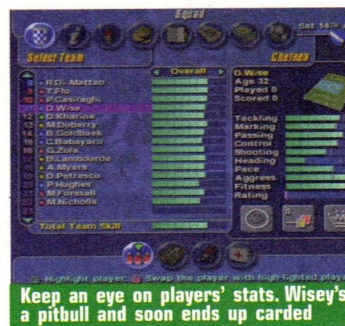 Squad
Sat 14th A
Select Team
Chelsea
Overall
R.D- Matteo
T.Flo
P.Casiraghi
D.Wise
D.Kharine
M.Duberry
B.Goldbaek
C.Babayaro
G.Zola
B.Lambourde
A.Myers
D.Petrescu
P.Hughes
M.Forssell
M.Nicholls
Total Team Skill
D.Wise
Age 32
Played 0
Scored 0
Tackling
Marking
Passing
Control
Shooting
Heading
Pace
Aggress
Fitness
Rating
Highlight player
Swap the player with highlighted playe
Keep an eye on players' stats. Wisey's
a pitbull and soon ends up carded